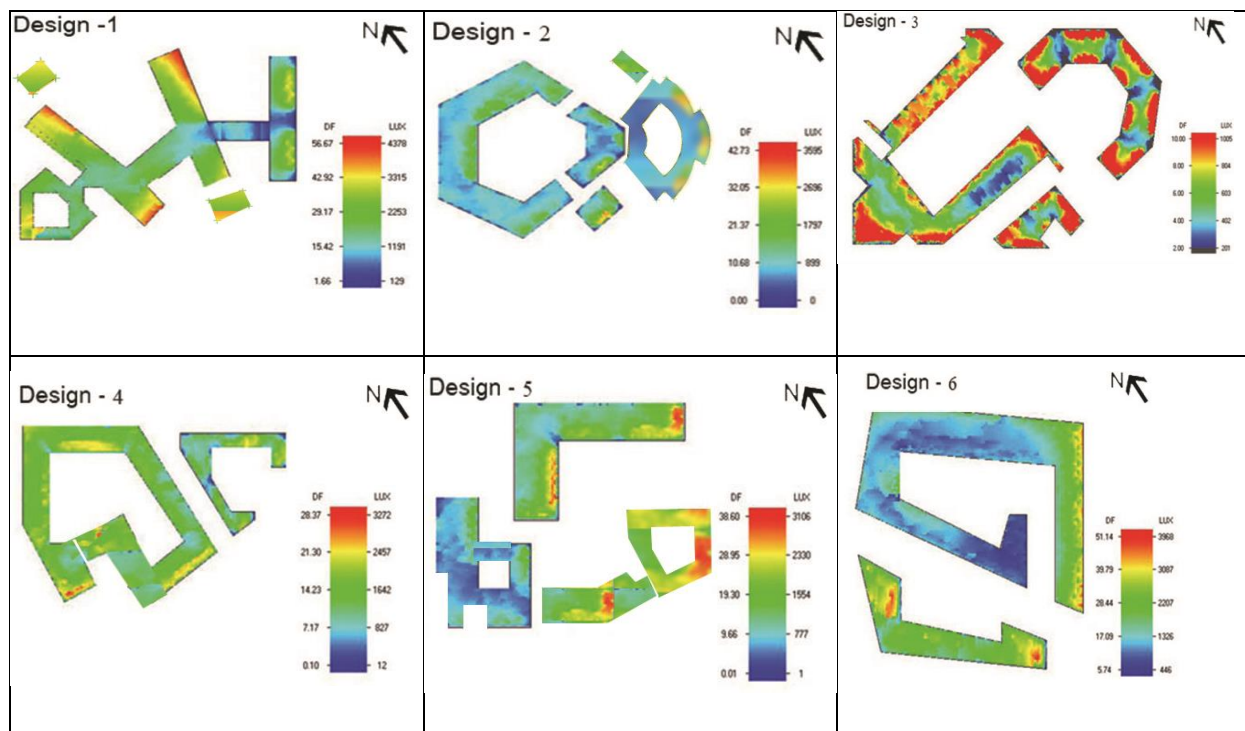 Design -1
N
DF LUX
56.67 4378
42.92 3315
29.17 2253
15.42 1191
1.66 129
Design - 2
N
DF LUX
42.73 3595
32.05 2696
21.37 1797
10.68 899
0.00 0
Design - 3
N
DF LUX
10.00 1005
8.00 804
6.00 603
4.00 402
2.00 201
Design - 4
N
DF LUX
28.37 3272
21.30 2457
14.23 1642
7.17 827
0.10 12
Design - 5
N
DF LUX
38.60 3106
28.95 2330
19.30 1554
9.66 777
0.01 1
Design - 6
N
DF LUX
51.14 3968
39.79 3087
28.44 2207
17.09 1326
5.74 446